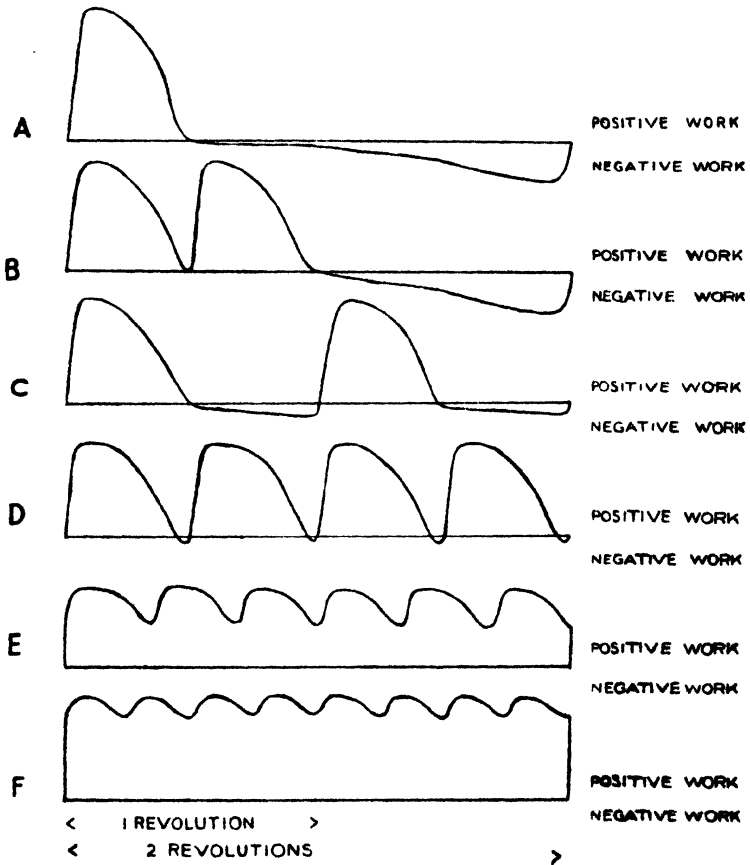 A
POSITIVE WORK
NEGATIVE WORK
B
POSITIVE WORK
NEGATIVE WORK
C
POSITIVE WORK
NEGATIVE WORK
D
POSITIVE WORK
NEGATIVE WORK
E
POSITIVE WORK
NEGATIVE WORK
F
POSITIVE WORK
NEGATIVE WORK
< 1 REVOLUTION >
< 2 REVOLUTIONS >